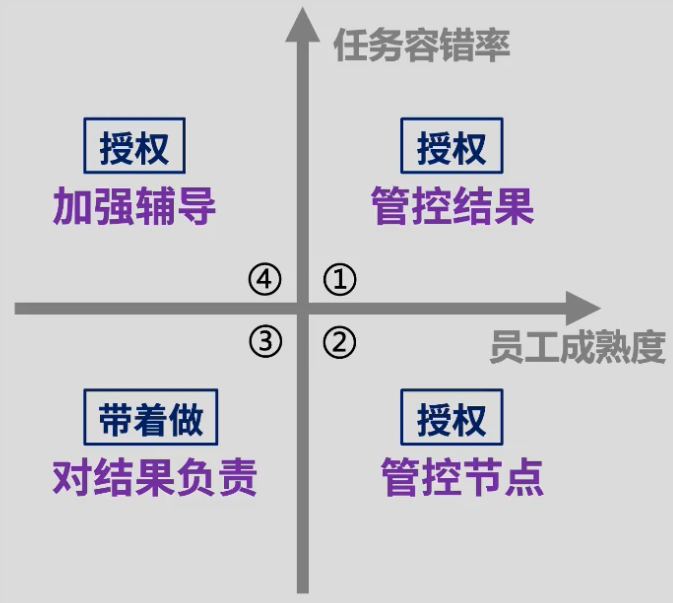 任务容错率
授权
加强辅导
授权
管控结果
④
①
员工成熟度
③
②
带着做
对结果负责
授权
管控节点